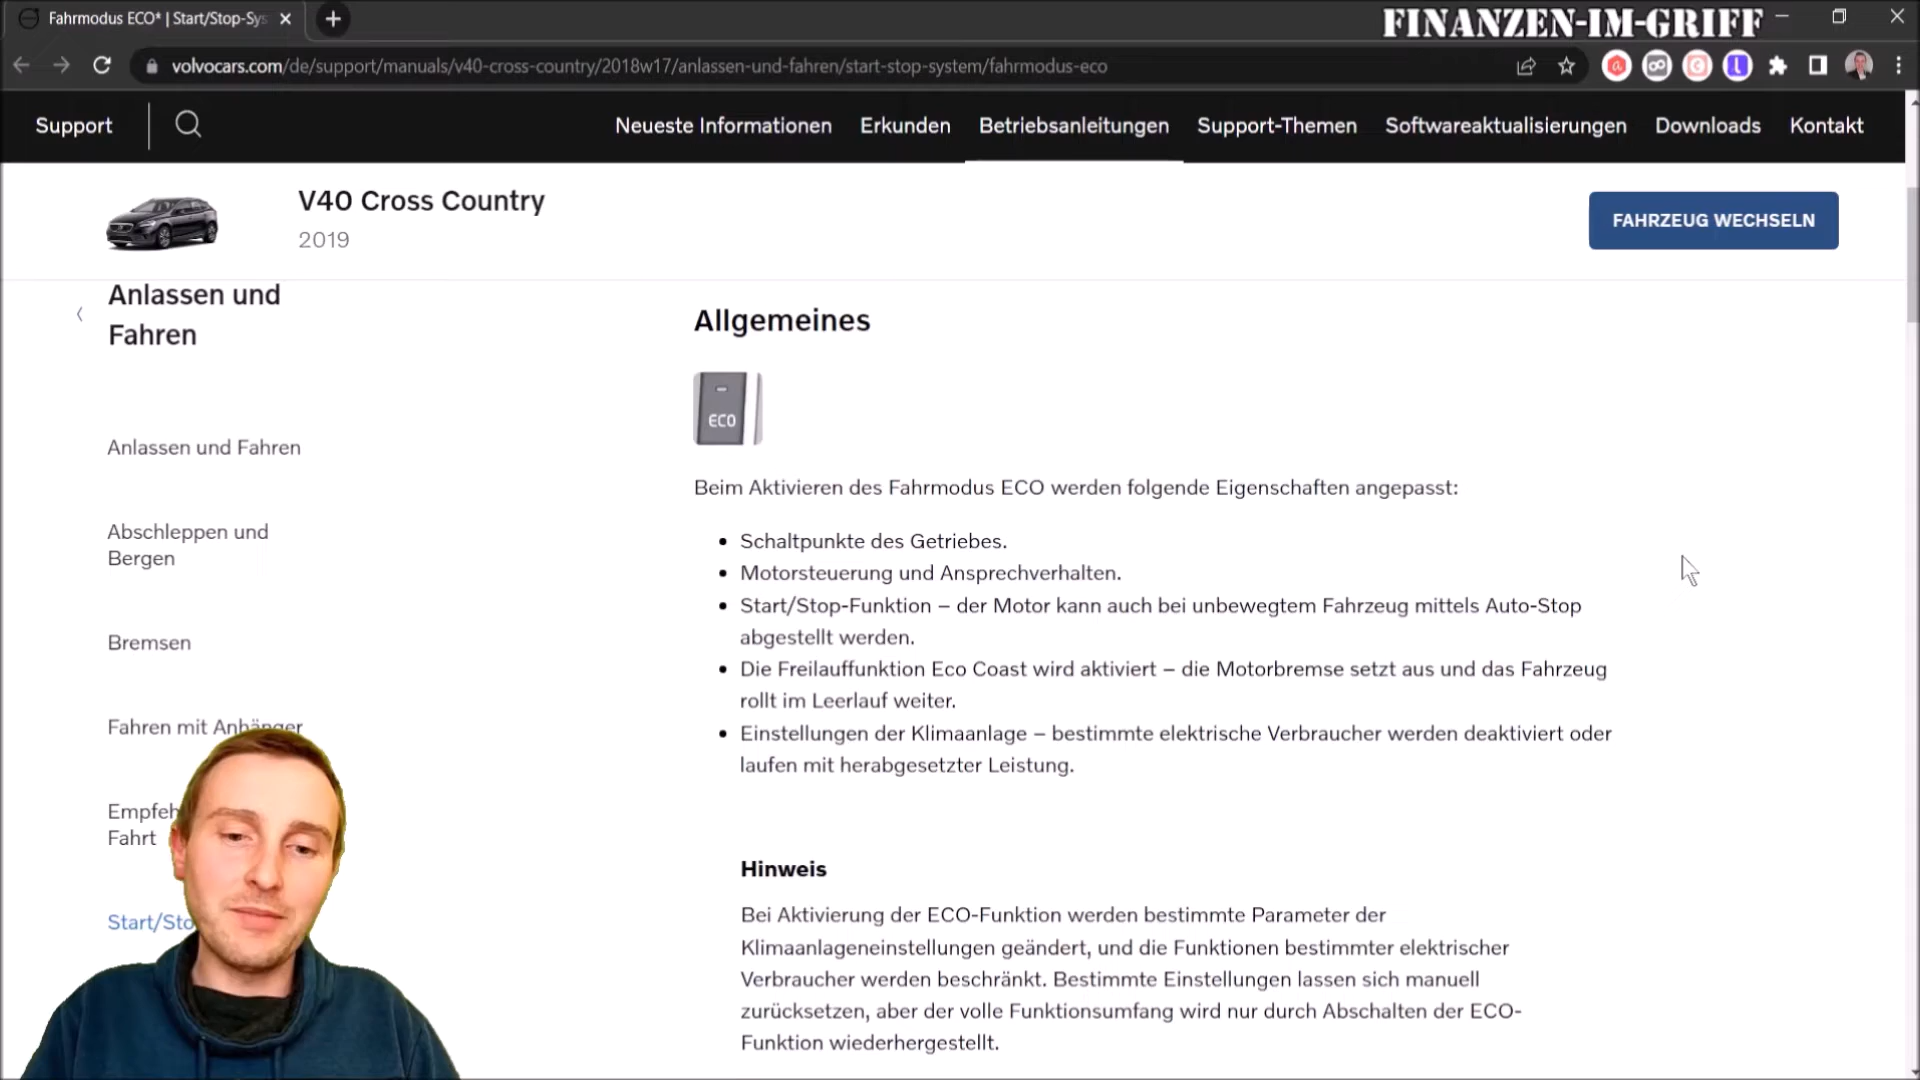 Fahrmodus ECO* | Start/Stop-Sys
FINANZEN-IM-GRIFF
volvocars.com/de/support/manuals/v40-cross-country/2018w17/anlassen-und-fahren/start-stop-system/fahrmodus-eco
Support
Neueste Informationen
Erkunden
Betriebsanleitungen
Support-Themen
Softwareaktualisierungen
Downloads
Kontakt
V40 Cross Country
2019
FAHRZEUG WECHSELN
Anlassen und
Fahren
Anlassen und Fahren
Abschleppen und
Bergen
Bremsen
Fahren mit Anhänger
Empfeh
Fahrt
Start/Sto
Allgemeines
ECO
Beim Aktivieren des Fahrmodus ECO werden folgende Eigenschaften angepasst:
• Schaltpunkte des Getriebes.
• Motorsteuerung und Ansprechverhalten.
• Start/Stop-Funktion – der Motor kann auch bei unbewegtem Fahrzeug mittels Auto-Stop
abgestellt werden.
• Die Freilauffunktion Eco Coast wird aktiviert – die Motorbremse setzt aus und das Fahrzeug
rollt im Leerlauf weiter.
• Einstellungen der Klimaanlage – bestimmte elektrische Verbraucher werden deaktiviert oder
laufen mit herabgesetzter Leistung.
Hinweis
Bei Aktivierung der ECO-Funktion werden bestimmte Parameter der
Klimaanlageneinstellungen geändert, und die Funktionen bestimmter elektrischer
Verbraucher werden beschränkt. Bestimmte Einstellungen lassen sich manuell
zurücksetzen, aber der volle Funktionsumfang wird nur durch Abschalten der ECO-
Funktion wiederhergestellt.